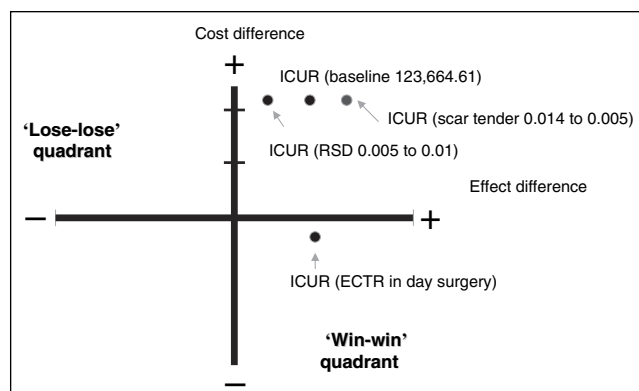 Cost difference
+
ICUR (baseline 123,664.61)
ICUR (scar tender 0.014 to 0.005)
‘Lose-lose’
quadrant
ICUR (RSD 0.005 to 0.01)
Effect difference
− +
ICUR (ECTR in day surgery)
‘Win-win’
quadrant
−